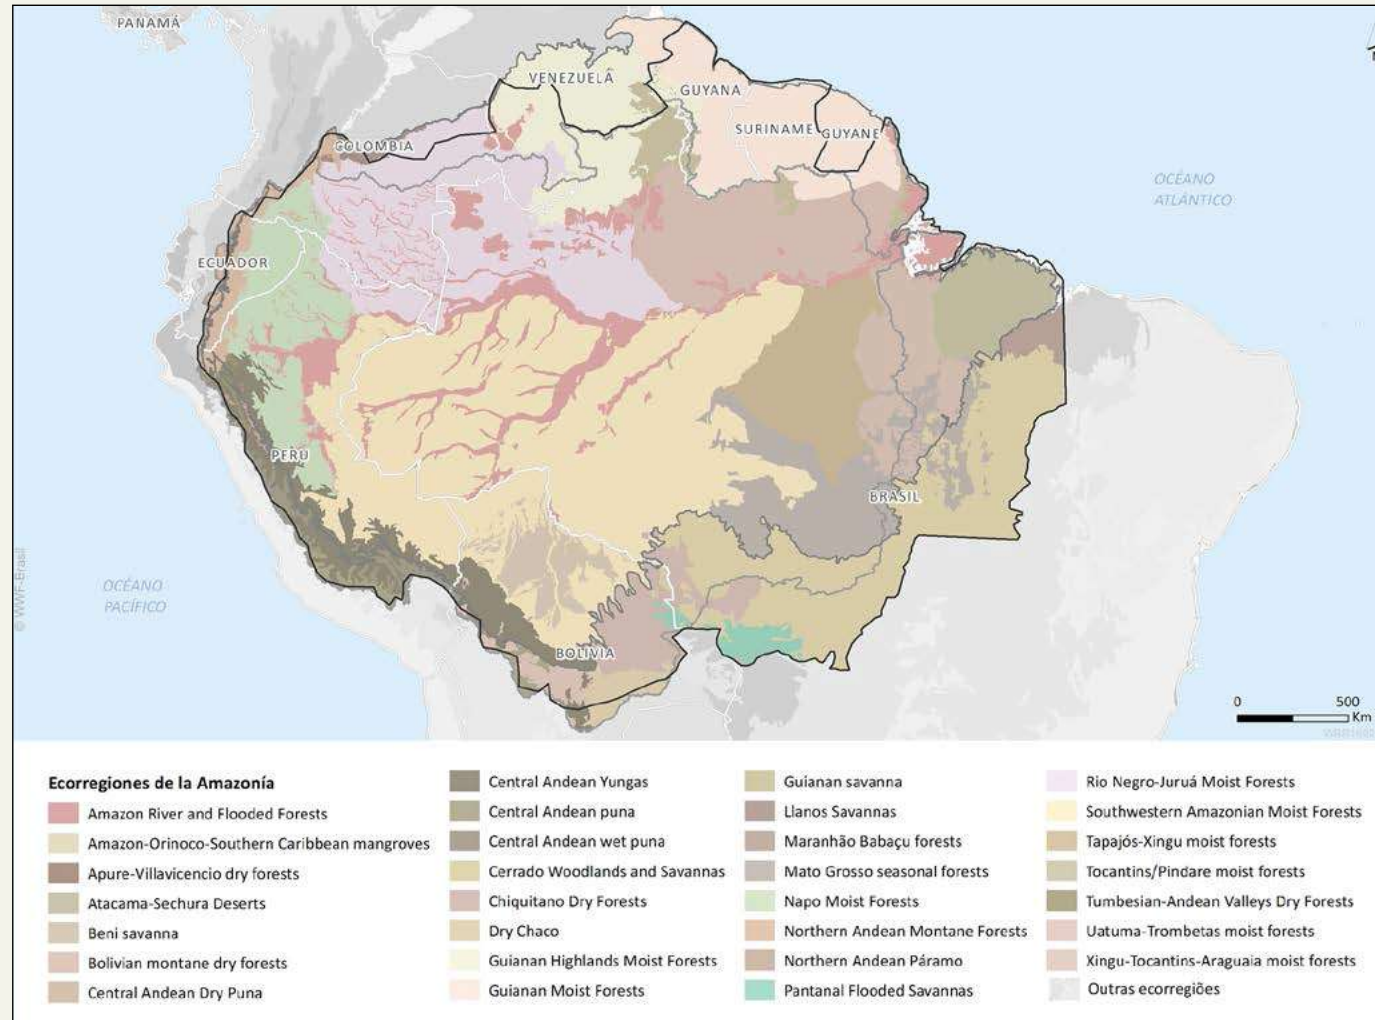 PANAMÁ
VENEZUELA
GUYANA
SURINAME
GUYANE
COLOMBIA
OCÉANO
ATLÁNTICO
ECUADOR
PERÚ
BRASIL
© WWF-Brasil
OCÉANO
PACÍFICO
BOLIVIA
0 500
Km
Ecorregiones de la Amazonía
Amazon River and Flooded Forests
Amazon-Orinoco-Southern Caribbean mangroves
Apure-Villavicencio dry forests
Atacama-Sechura Deserts
Beni savanna
Bolivian montane dry forests
Central Andean Dry Puna
Central Andean Yungas
Central Andean puna
Central Andean wet puna
Cerrado Woodlands and Savannas
Chiquitano Dry Forests
Dry Chaco
Guianan Highlands Moist Forests
Guianan Moist Forests
Guianan savanna
Llanos Savannas
Maranhão Babaçu forests
Mato Grosso seasonal forests
Napo Moist Forests
Northern Andean Montane Forests
Northern Andean Páramo
Pantanal Flooded Savannas
Rio Negro-Juruá Moist Forests
Southwestern Amazonian Moist Forests
Tapajós-Xingu moist forests
Tocantins/Pindare moist forests
Tumbesian-Andean Valleys Dry Forests
Uatuma-Trombetas moist forests
Xingu-Tocantins-Araguaia moist forests
Outras ecorregiões